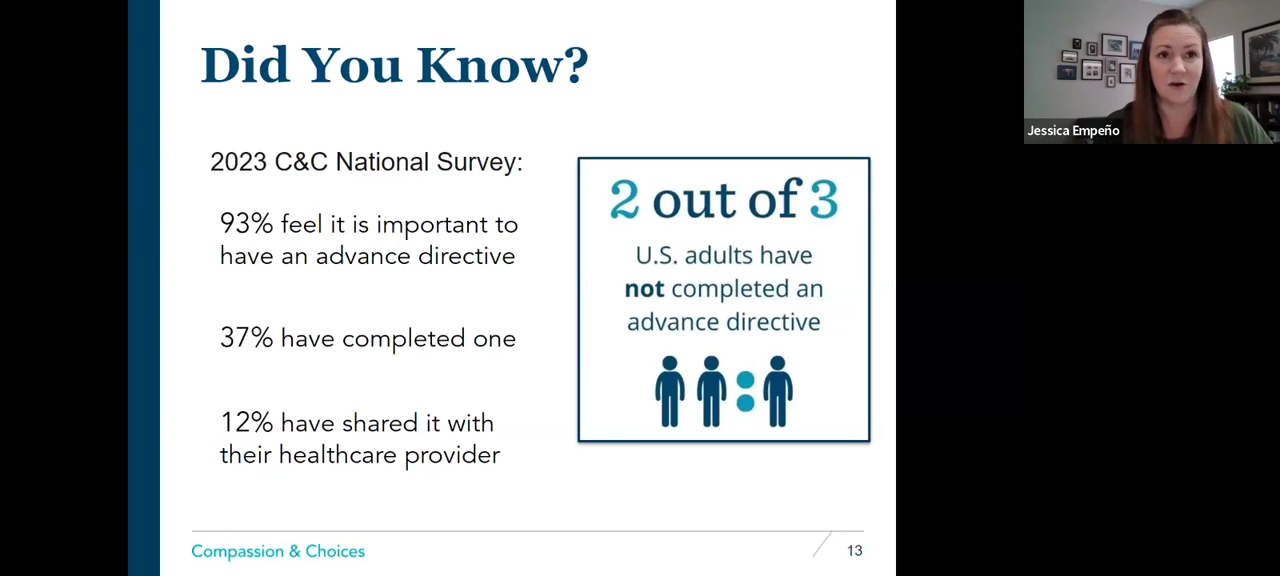 Did You Know?
2023 C&C National Survey:
93% feel it is important to
have an advance directive
37% have completed one
12% have shared it with
their healthcare provider
2 out of 3
U.S. adults have
not completed an
advance directive
Compassion & Choices
13
Jessica Empeño